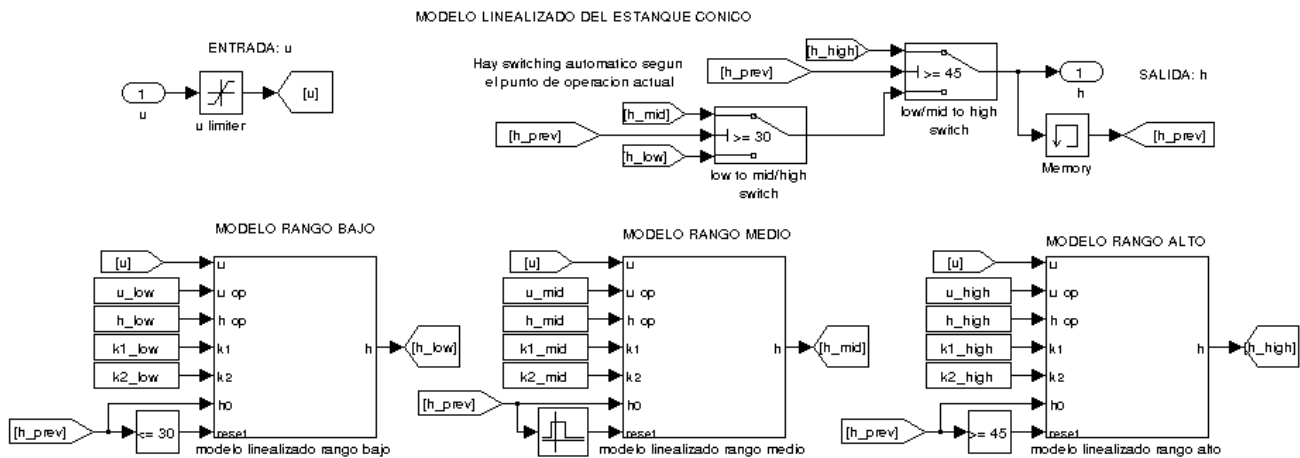 MODELO LINEALIZADO DEL ESTANQUE CONICO
ENTRADA: u
1
u
u limiter
[u]
Hay switching automatico segun
el punto de operacion actual
[h_high]
[h_prev]
>= 45
low/mid to high
switch
1
h
SALIDA: h
[h_mid]
[h_prev]
>= 30
[h_low]
low to mid/high
switch
Memory
[h_prev]
MODELO RANGO BAJO
[u]
u_low
h_low
k1_low
k2_low
[h_prev]
<= 30
u
u op
h op
k1
k2
h0
reset
h
[h_low]
modelo linealizado rango bajo
MODELO RANGO MEDIO
[u]
u_mid
h_mid
k1_mid
k2_mid
[h_prev]
u
u op
h op
k1
k2
h0
reset
h
[h_mid]
modelo linealizado rango medio
MODELO RANGO ALTO
[u]
u_high
h_high
k1_high
k2_high
[h_prev]
>= 45
u
u op
h op
k1
k2
h0
reset
h
[h_high]
modelo linealizado rango alto